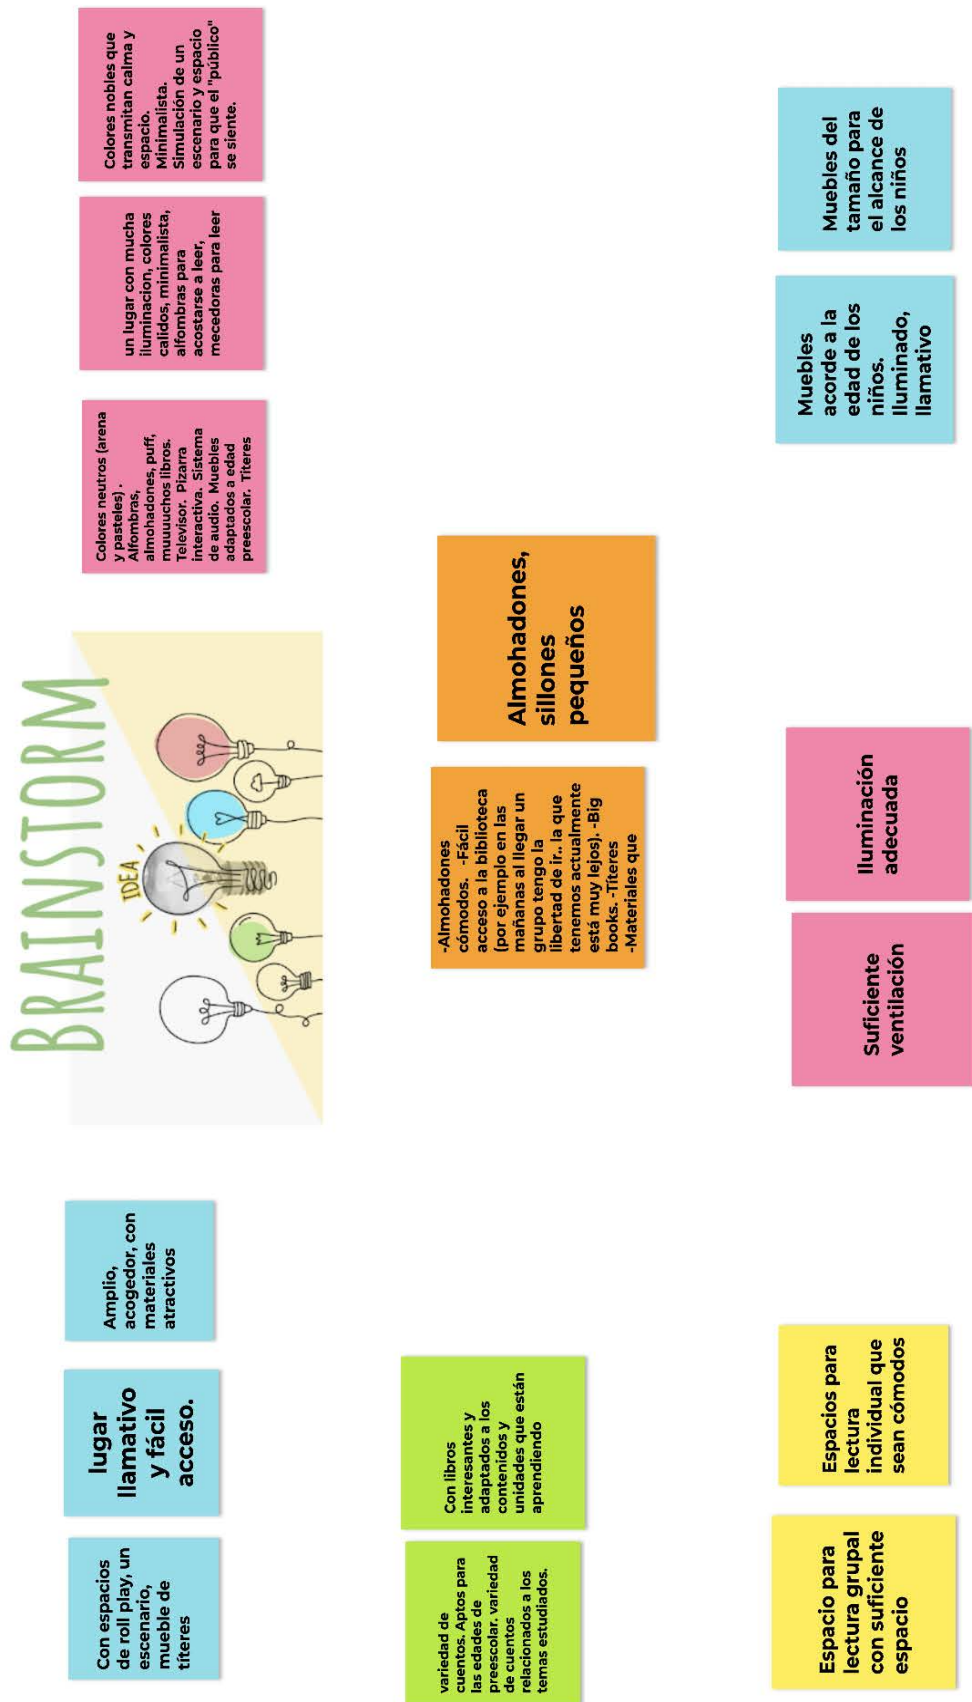 Con espacios
de roll play, un
escenario,
mueble de
títeres
lugar
llamativo
y fácil
acceso.
Amplio,
acogedor, con
materiales
atractivos
BRAINSTORM
IDEA
Colores neutros (arena
y pasteles) .
Alfombras,
almohadones, puff,
muuuuchos libros.
Televisor. Pizarra
interactiva. Sistema
de audio. Muebles
adaptados a edad
preescolar. Titeres
un lugar con mucha
iluminacion, colores
calidos, minimalista,
alfombras para
acostarse a leer,
mecedoras para leer
Colores nobles que
transmitan calma y
espacio.
Minimalista.
Simulación de un
escenario y espacio
para que el "público"
se siente.
variedad de
cuentos. Aptos para
las edades de
preescolar. variedad
de cuentos
relacionados a los
temas estudiados.
Con libros
interesantes y
adaptados a los
contenidos y
unidades que están
aprendiendo
-Almohadones
cómodos. -Fácil
acceso a la biblioteca
(por ejemplo en las
mañanas al llegar un
grupo tengo la
libertad de ir.. la que
tenemos actualmente
está muy lejos). -Big
books. -Títeres
-Materiales que
Almohadones,
sillones
pequeños
Espacio para
lectura grupal
con suficiente
espacio
Espacios para
lectura
individual que
sean cómodos
Suficiente
ventilación
Iluminación
adecuada
Muebles
acorde a la
edad de los
niños.
Iluminado,
llamativo
Muebles del
tamaño para
el alcance de
los niños